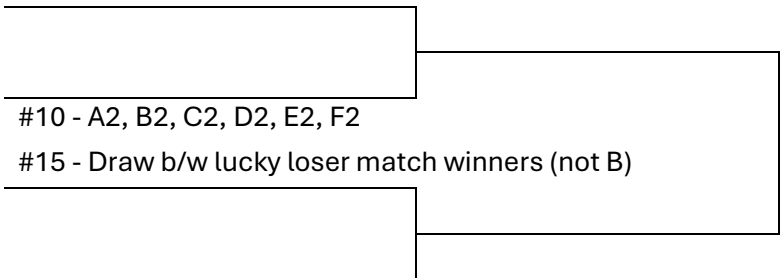 #10 - A2, B2, C2, D2, E2, F2
#15 - Draw b/w lucky loser match winners (not B)